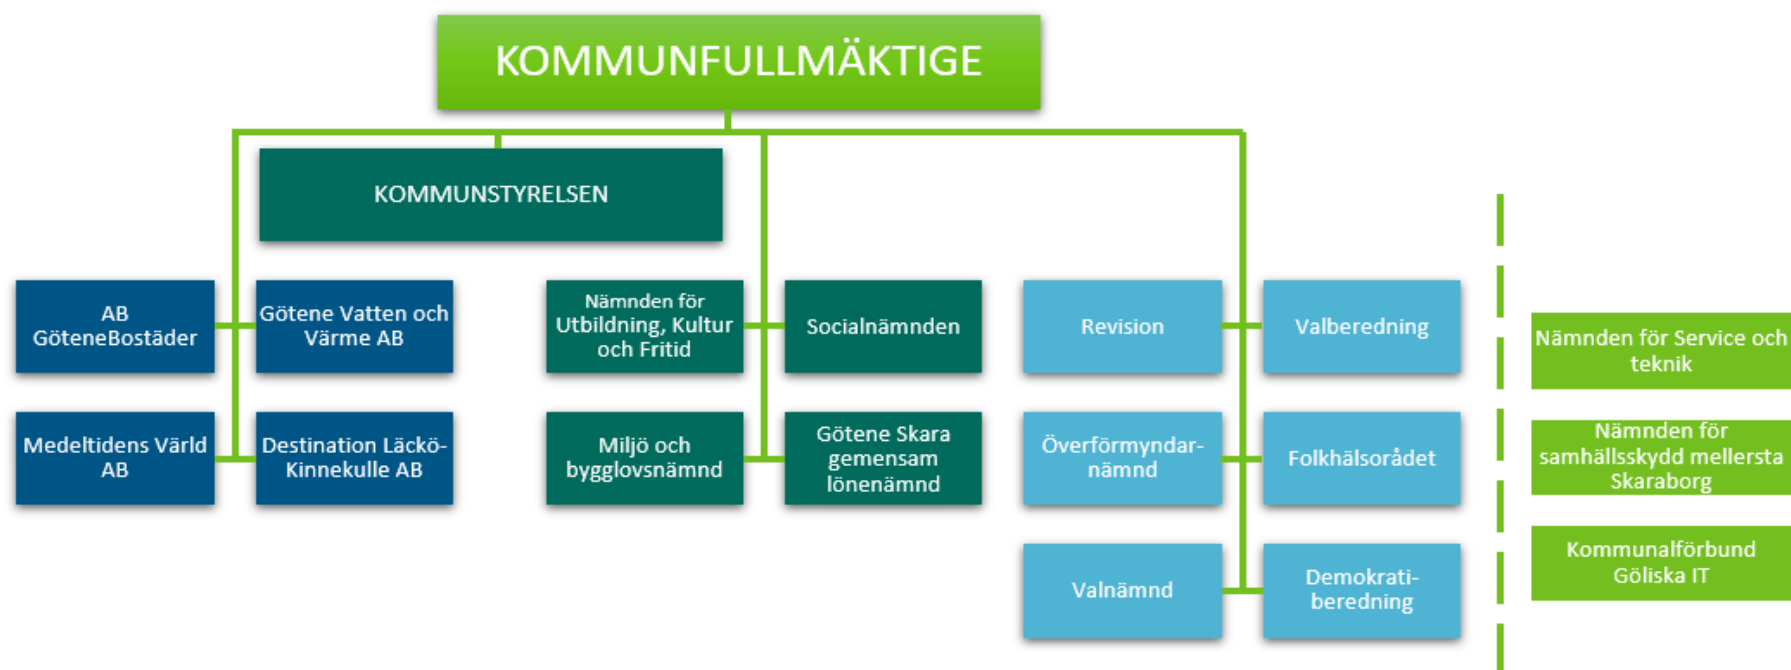 KOMMUNFULLMÄKTIGE
KOMMUNSTYRELSEN
AB
GöteneBostäder
Götene Vatten och
Värme AB
Medeltidens Värld
AB
Destination Läckö-
Kinnekulle AB
Nämnden för
Utbildning, Kultur
och Fritid
Socialnämnden
Miljö och
bygglovsnämnd
Götene Skara
gemensam
lönenämnd
Revision
Valberedning
Överförmyndar-
nämnd
Folkhälsorådet
Valnämnd
Demokrati-
beredning
Nämnden för Service och
teknik
Nämnden för
samhällsskydd mellersta
Skaraborg
Kommunalförbund
Göliska IT